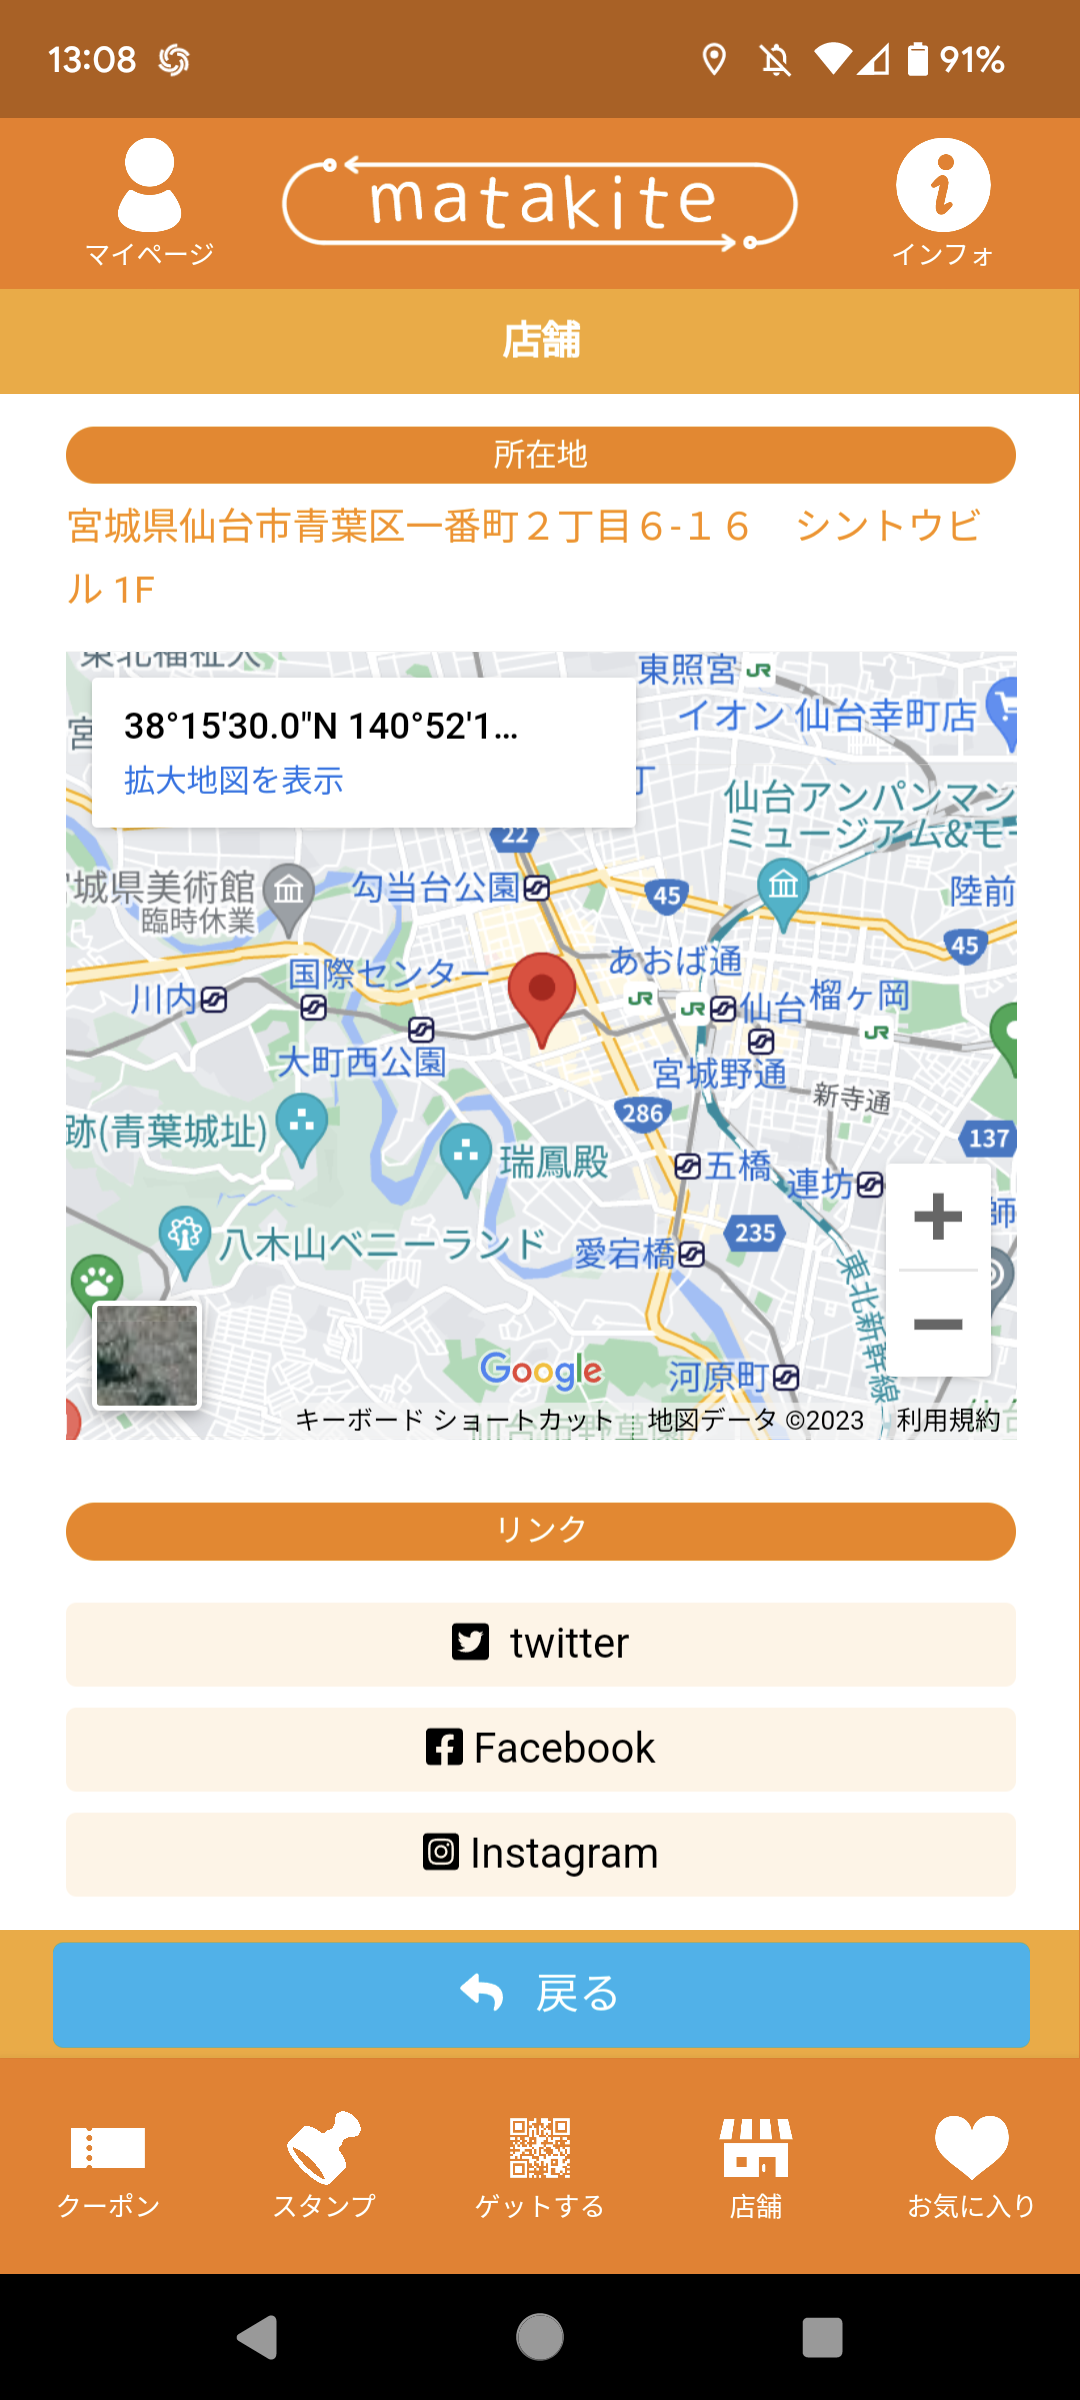 13:08
91%
マイページ
matakite
インフォ
店舗
所在地
宮城県仙台市青葉区一番町２丁目６-１６　シントウビ
ル 1F
東照宮
イオン 仙台幸町店
38°15'30.0"N 140°52'1...
拡大地図を表示
仙台アンパンマン
ミュージアム&モー
22
城県美術館
臨時休業
勾当台公園
45
陸前
45
国際センター
あおば通
川内
仙台
榴ヶ岡
大町西公園
宮城野通
新寺通
286
跡(青葉城址)
137
瑞鳳殿
五橋
連坊
235
八木山ベニーランド
愛宕橋
東北新幹線
Google
河原町
キーボード ショートカット
地図データ ©2023
利用規約
リンク
twitter
Facebook
Instagram
戻る
クーポン
スタンプ
ゲットする
店舗
お気に入り